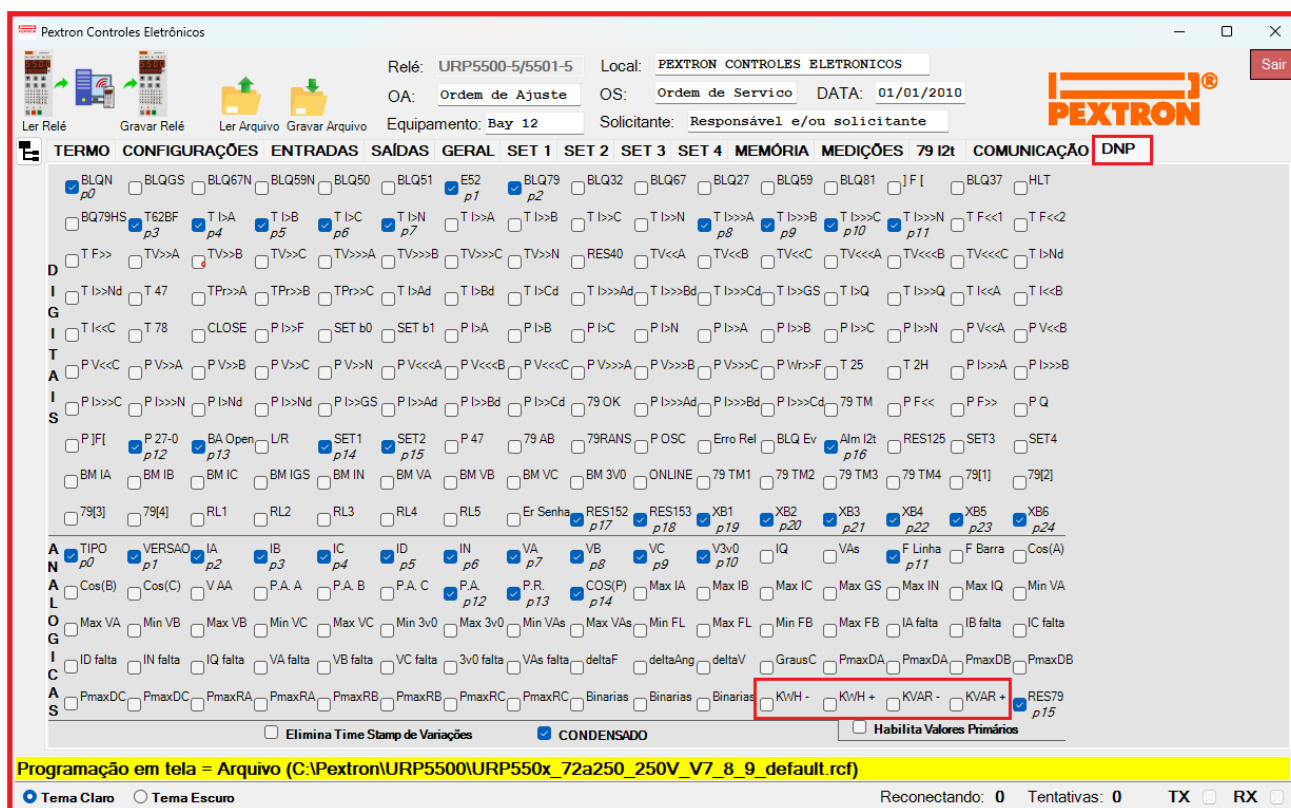 Pextron Controles Eletrônicos
Relé: URP5500-5/5501-5 Local: PEXTRON CONTROLES ELETRONICOS Sair
OA: Ordem de Ajuste OS: Ordem de Servico DATA: 01/01/2010
PEXTRON®
Ler Relé Gravar Relé Ler Arquivo Gravar Arquivo Equipamento: Bay 12 Solicitante: Responsável e/ou solicitante
TERMO CONFIGURAÇÕES ENTRADAS SAÍDAS GERAL SET 1 SET 2 SET 3 SET 4 MEMÓRIA MEDIÇÕES 79 I2t COMUNICAÇÃO DNP
DIGITAIS
BLQN BLQGS BLQ67N BLQ59N BLQ50 BLQ51 E52 BLQ79 BLQ32 BLQ67 BLQ27 BLQ59 BLQ81 ]F[ BLQ37 HLT
p0 p1 p2
BQ79HS T62BF T I>A T I>B T I>C T I>N T I>>A T I>>B T I>>C T I>>N T I>>>A T I>>>B T I>>>C T I>>>N T F<<1 T F<<2
p3 p4 p5 p6 p7 p8 p9 p10 p11
T F>> TV>>A TV>>B TV>>C TV>>>A TV>>>B TV>>>C TV>>N RES40 TV<<A TV<<B TV<<C TV<<<A TV<<<B TV<<<C T I>Nd
T I>>Nd T 47 TPr>>A TPr>>B TPr>>C T I>Ad T I>Bd T I>Cd T I>>>Ad T I>>>Bd T I>>>Cd T I>>GS T I>Q T I>>>Q T I<<A T I<<B
T I<<C T 78 CLOSE P I>>F SET b0 SET b1 P I>A P I>B P I>C P I>N P I>>A P I>>B P I>>C P I>>N P V<<A P V<<B
P V<<C P V>>A P V>>B P V>>C P V>>N P V<<<A P V<<<B P V<<<C P V>>>A P V>>>B P V>>>C P Wr>>F T 25 T 2H P I>>>A P I>>>B
P I>>>C P I>>>N P I>Nd P I>>Nd P I>>GS P I>>Ad P I>>Bd P I>>Cd 79 OK P I>>>Ad P I>>>Bd P I>>>Cd 79 TM P F<< P F>> P Q
P ]F[ P 27-0 BA Open L/R SET1 SET2 P 47 79 AB 79RANS P OSC Erro Rel BLQ Ev Alm I2t RES125 SET3 SET4
p12 p13 p14 p15 p16
BM IA BM IB BM IC BM IGS BM IN BM VA BM VB BM VC BM 3V0 ONLINE 79 TM1 79 TM2 79 TM3 79 TM4 79[1] 79[2]
79[3] 79[4] RL1 RL2 RL3 RL4 RL5 Er Senha RES152 RES153 XB1 XB2 XB3 XB4 XB5 XB6
p17 p18 p19 p20 p21 p22 p23 p24
ANALOGICAS
TIPO VERSAO IA IB IC ID IN VA VB VC V3v0 IQ VAs F Linha F Barra Cos(A)
p0 p1 p2 p3 p4 p5 p6 p7 p8 p9 p10 p11
Cos(B) Cos(C) V AA P.A. A P.A. B P.A. C P.A. P.R. COS(P) Max IA Max IB Max IC Max GS Max IN Max IQ Min VA
p12 p13 p14
Max VA Min VB Max VB Min VC Max VC Min 3v0 Max 3v0 Min VAs Max VAs Min FL Max FL Min FB Max FB IA falta IB falta IC falta
ID falta IN falta IQ falta VA falta VB falta VC falta 3v0 falta VAs falta deltaF deltaAng deltaV GrausC PmaxDA PmaxDA PmaxDB PmaxDB
PmaxDC PmaxDC PmaxRA PmaxRA PmaxRB PmaxRB PmaxRC PmaxRC Binarias Binarias Binarias KWH - KWH + KVAR - KVAR + RES79
p15
Elimina Time Stamp de Variações CONDENSADO Habilita Valores Primários
Programação em tela = Arquivo (C:\Pextron\URP5500\URP550x_72a250_250V_V7_8_9_default.rcf)
Tema Claro Tema Escuro Reconectando: 0 Tentativas: 0 TX RX